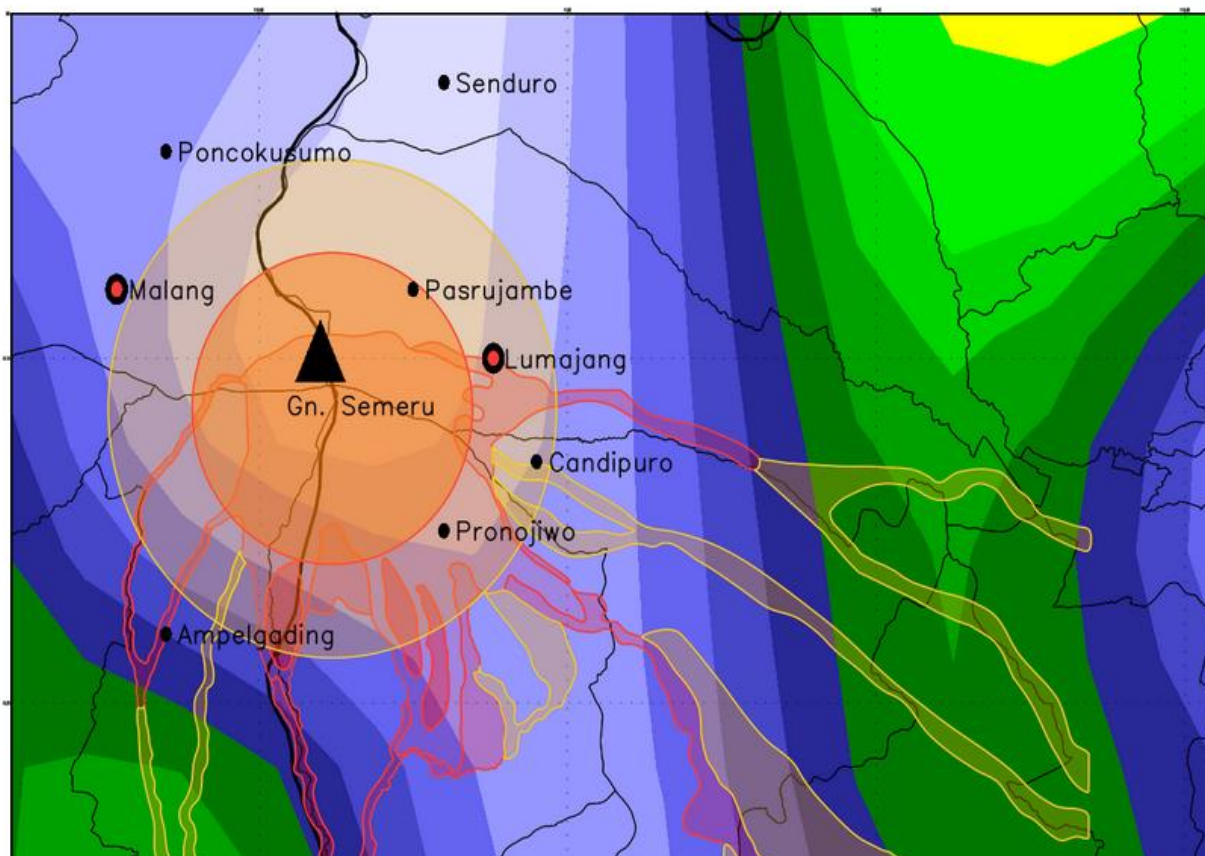 Senduro
Poncokusumo
Malang
Pasrujambe
Lumajang
Gn. Semeru
Candipuro
Pronojiwo
Ampelgading